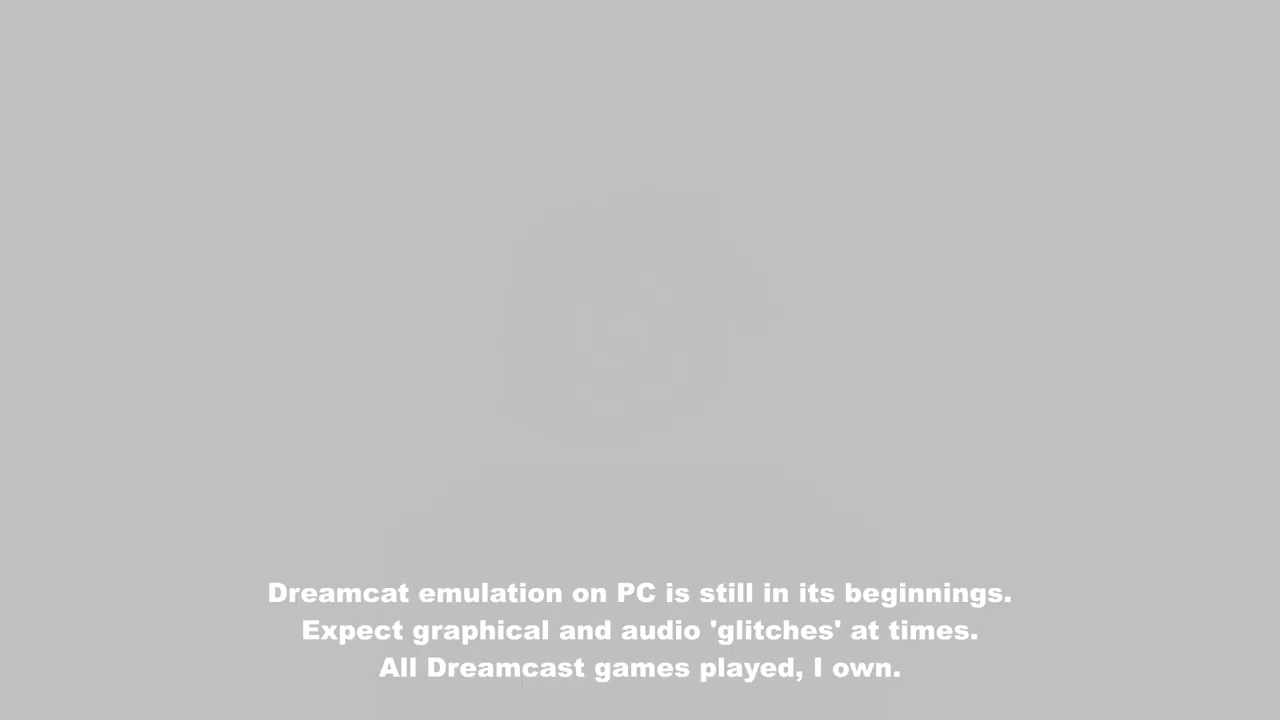 Dreamcat emulation on PC is still in its beginnings.
Expect graphical and audio 'glitches' at times.
All Dreamcast games played, I own.